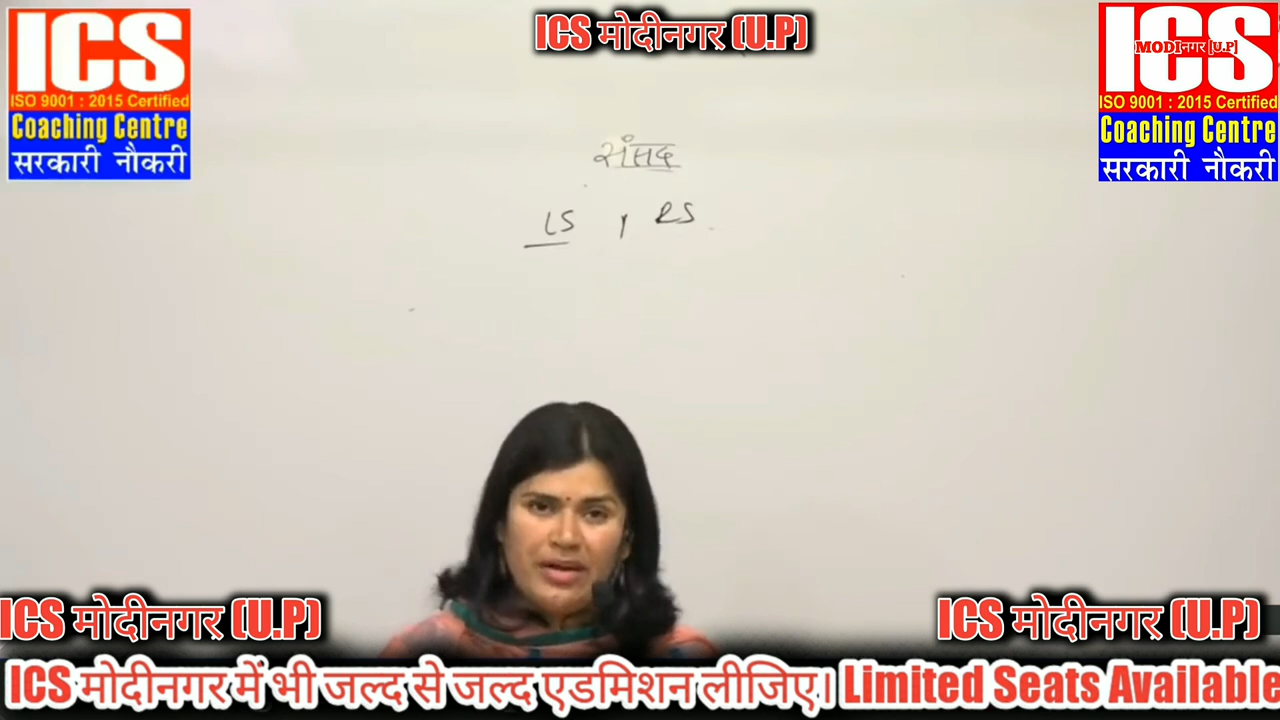 ICS मोदीनगर (U.P)
ICS
ISO 9001 : 2015 Certified
Coaching Centre
सरकारी नौकरी
ICS
MODIनगर [U.P]
ISO 9001 : 2015 Certified
Coaching Centre
सरकारी नौकरी
संसद
LS , RS
ICS मोदीनगर (U.P)
ICS मोदीनगर (U.P)
ICS मोदीनगर में भी जल्द से जल्द एडमिशन लीजिए। Limited Seats Available